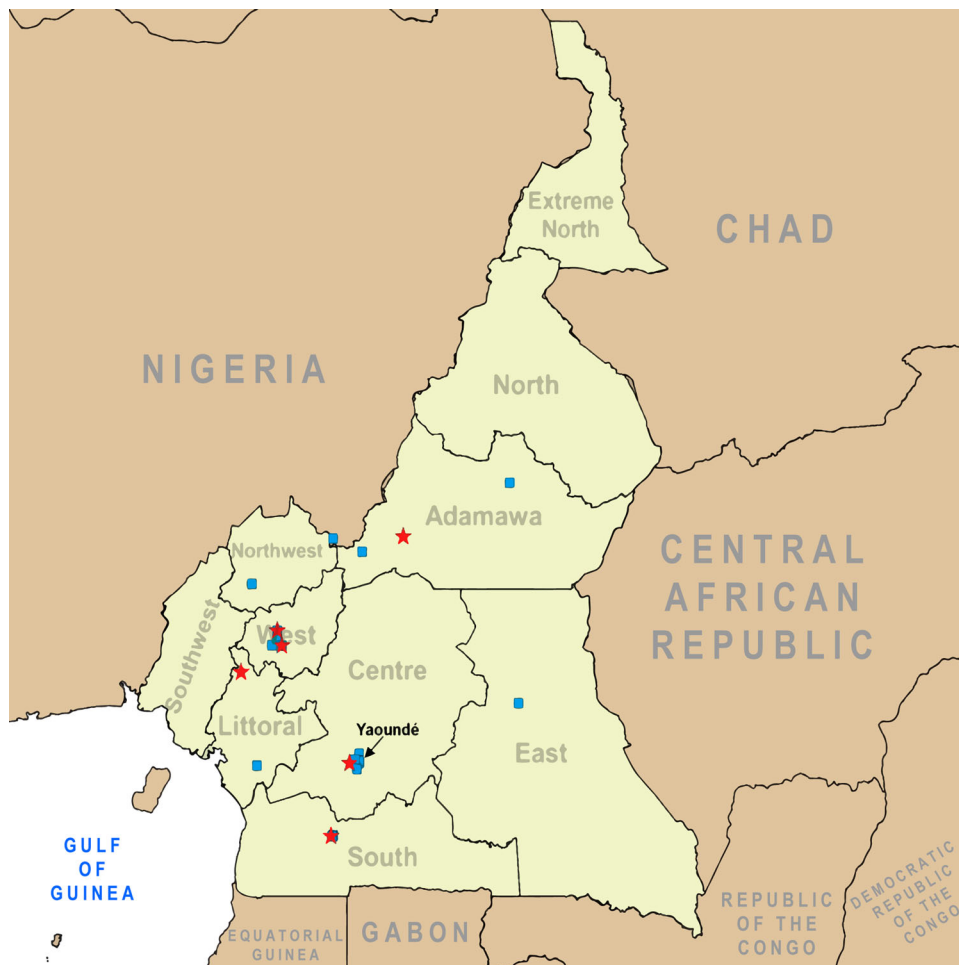 Extreme
North
CHAD
NIGERIA
North
Adamawa
Northwest
CENTRAL
AFRICAN
REPUBLIC
Southwest
West
Centre
Littoral
Yaoundé
East
GULF
OF
GUINEA
South
DEMOCRATIC
REPUBLIC
OF THE
CONGO
REPUBLIC
OF THE
CONGO
EQUATORIAL
GUINEA
GABON